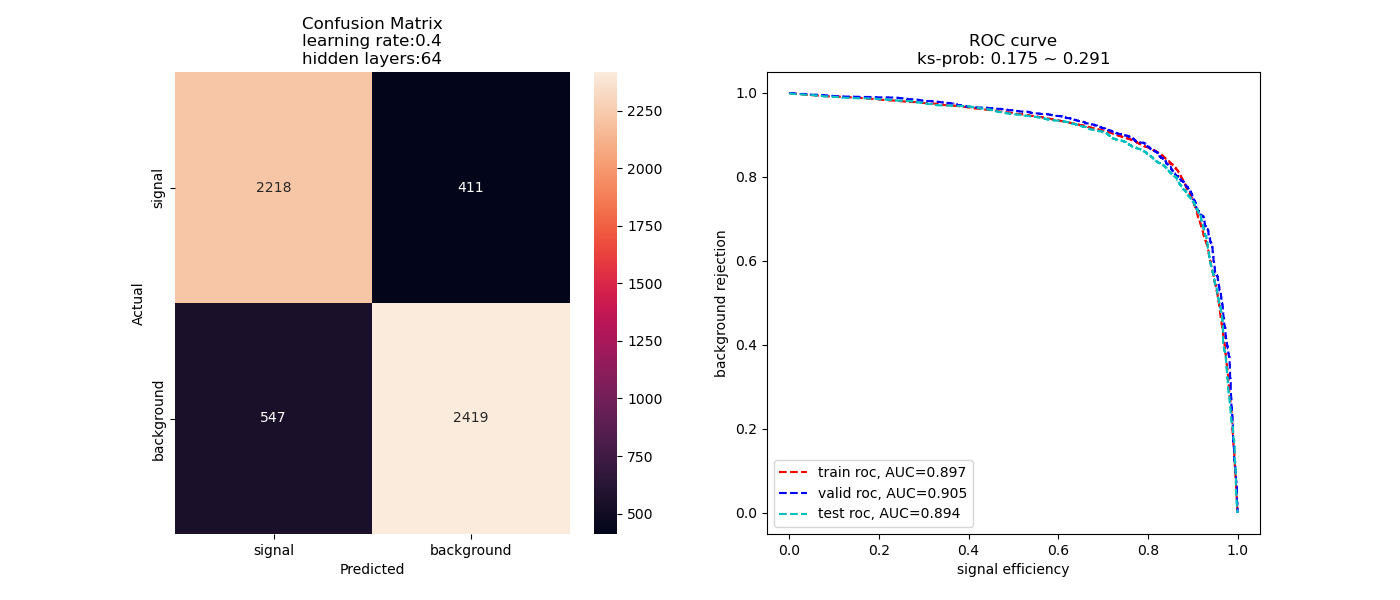 Confusion Matrix
learning rate:0.4
hidden layers:64
signal
background
Actual
2218
411
547
2419
signal
background
Predicted
2250
2000
1750
1500
1250
1000
750
500
ROC curve
ks-prob: 0.175 ~ 0.291
background rejection
1.0
0.8
0.6
0.4
0.2
0.0
train roc, AUC=0.897
valid roc, AUC=0.905
test roc, AUC=0.894
0.0
0.2
0.4
0.6
0.8
1.0
signal efficiency